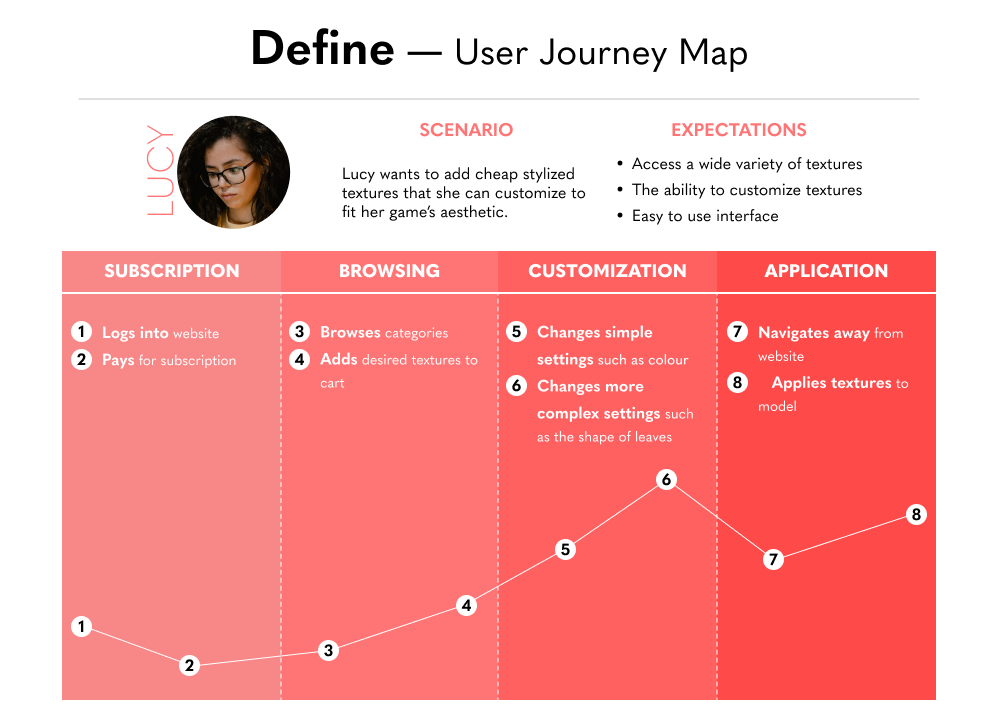 Define — User Journey Map
LUCY
SCENARIO
Lucy wants to add cheap stylized
textures that she can customize to
fit her game's aesthetic.
EXPECTATIONS
• Access a wide variety of textures
• The ability to customize textures
• Easy to use interface
SUBSCRIPTION
1 Logs into website
2 Pays for subscription
BROWSING
3 Browses categories
4 Adds desired textures to
cart
CUSTOMIZATION
5 Changes simple
settings such as colour
6 Changes more
complex settings such
as the shape of leaves
APPLICATION
7 Navigates away from
website
8 Applies textures to
model
1
2
3
4
5
6
7
8